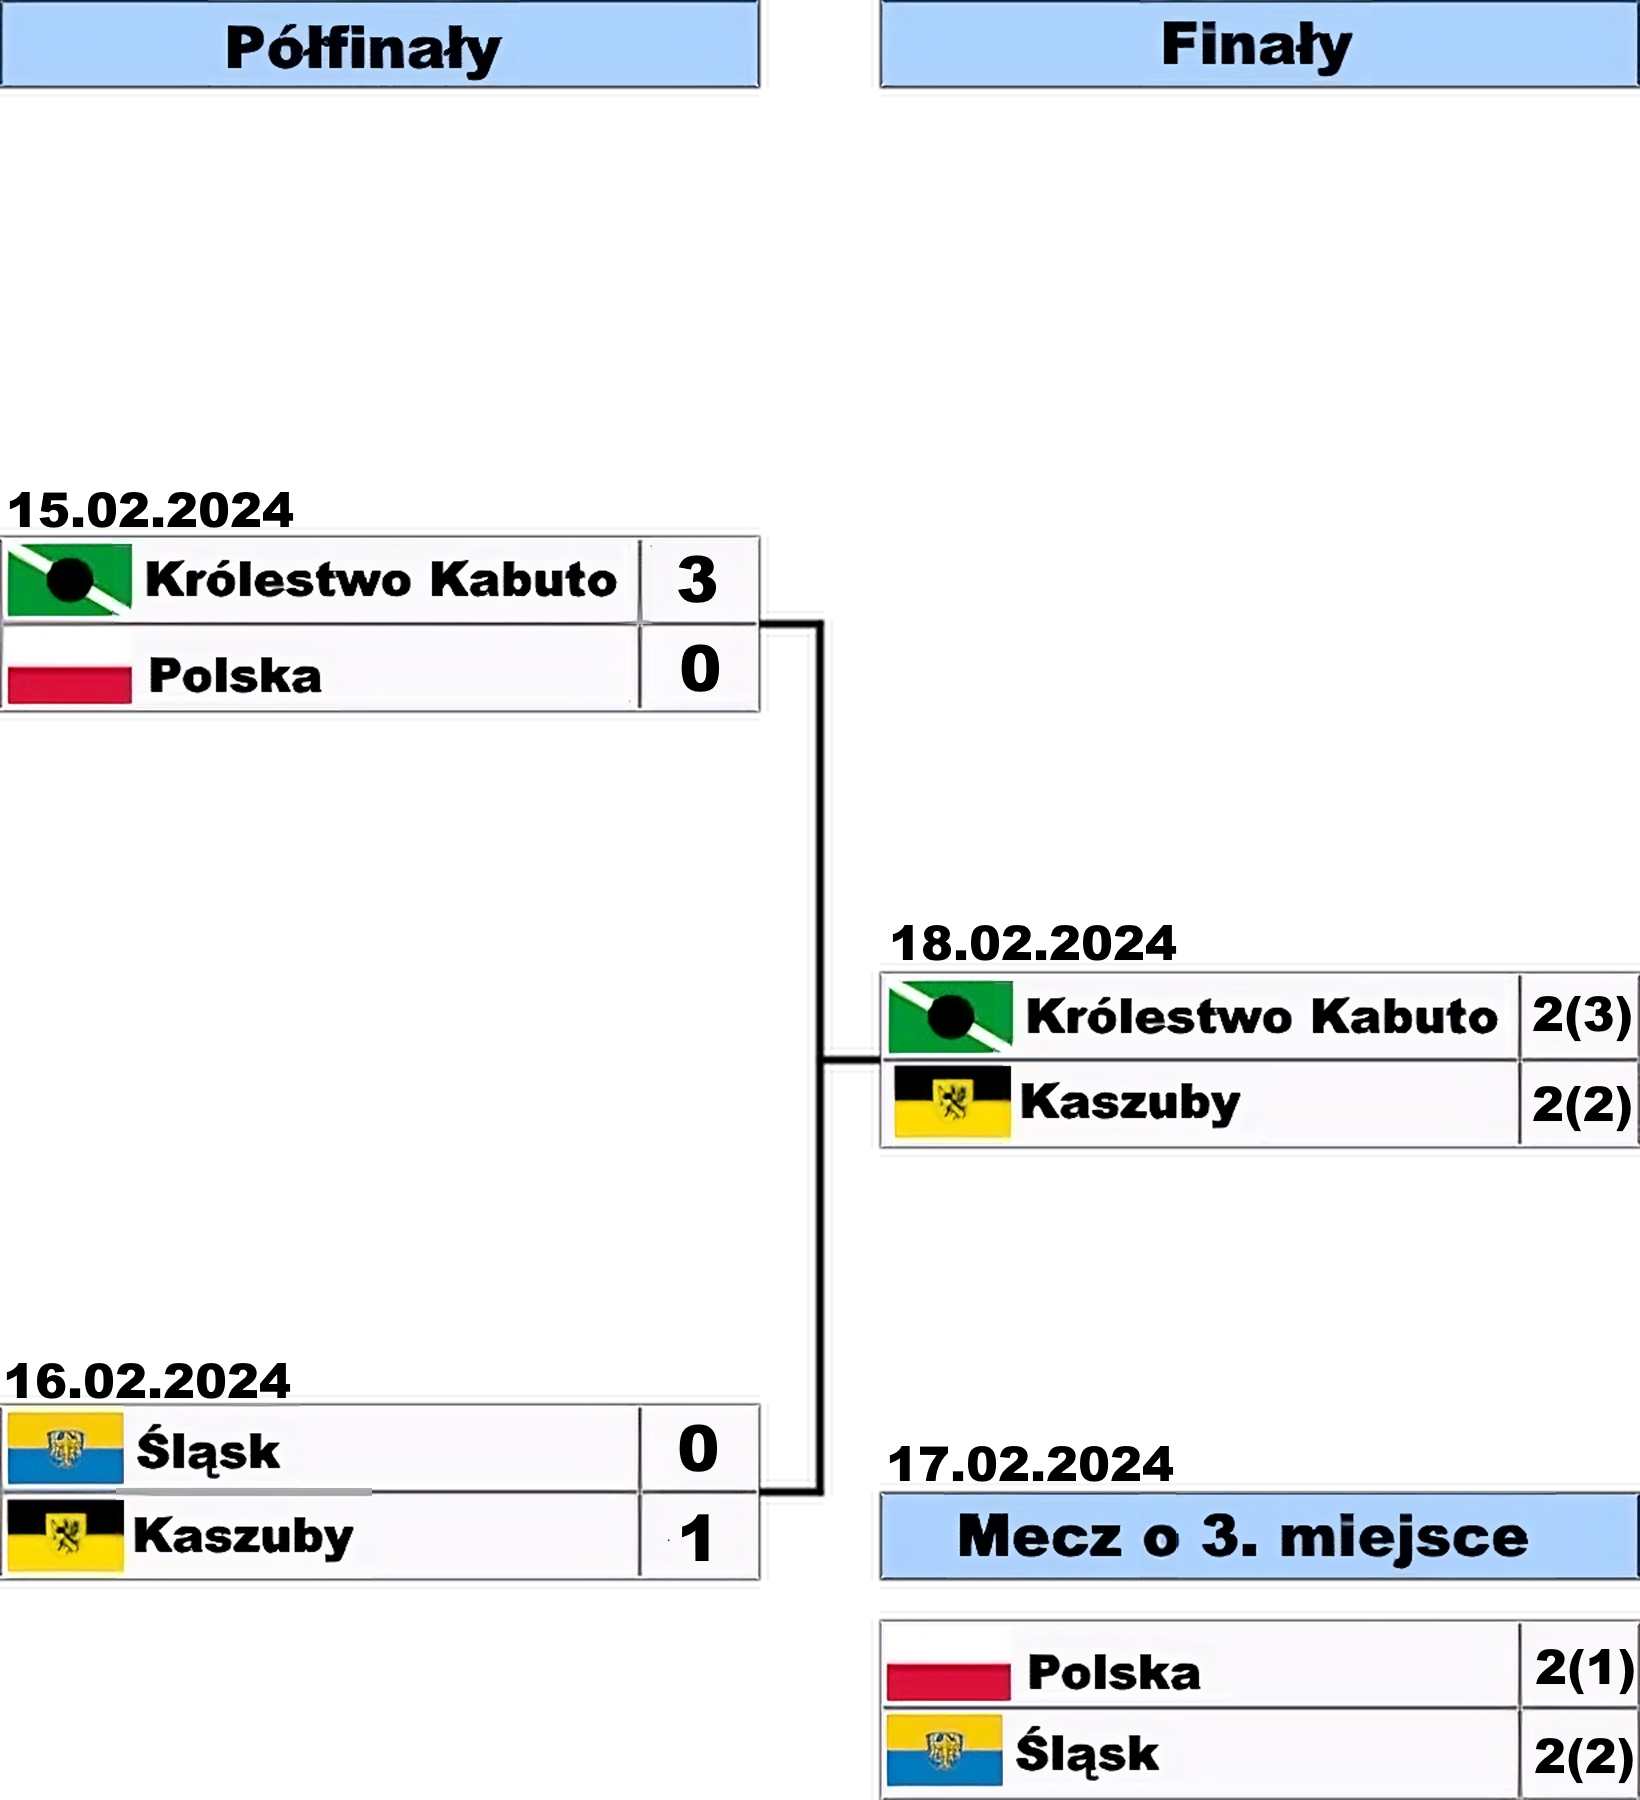 Półfinały
Finały
15.02.2024
Królestwo Kabuto 3
Polska 0
18.02.2024
Królestwo Kabuto 2(3)
Kaszuby 2(2)
16.02.2024
Śląsk 0
Kaszuby 1
17.02.2024
Mecz o 3. miejsce
Polska 2(1)
Śląsk 2(2)